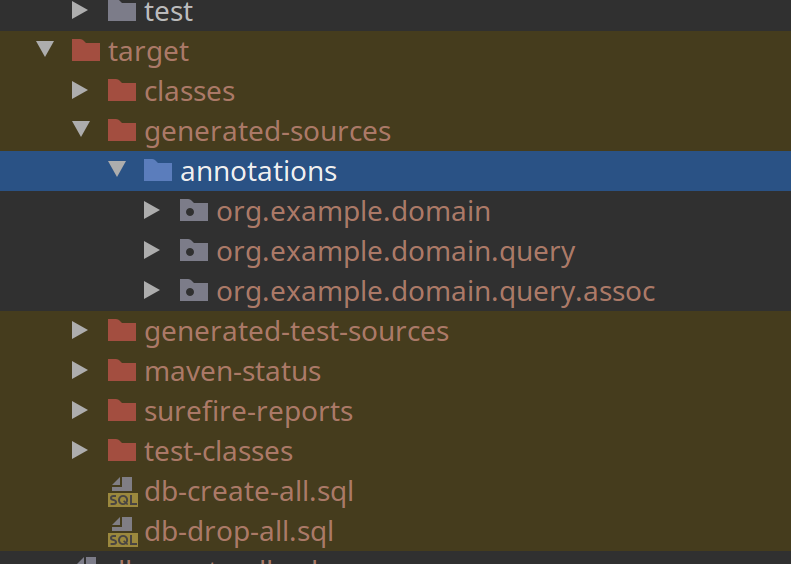 test
target
classes
generated-sources
annotations
org.example.domain
org.example.domain.query
org.example.domain.query.assoc
generated-test-sources
maven-status
surefire-reports
test-classes
SQL db-create-all.sql
SQL db-drop-all.sql